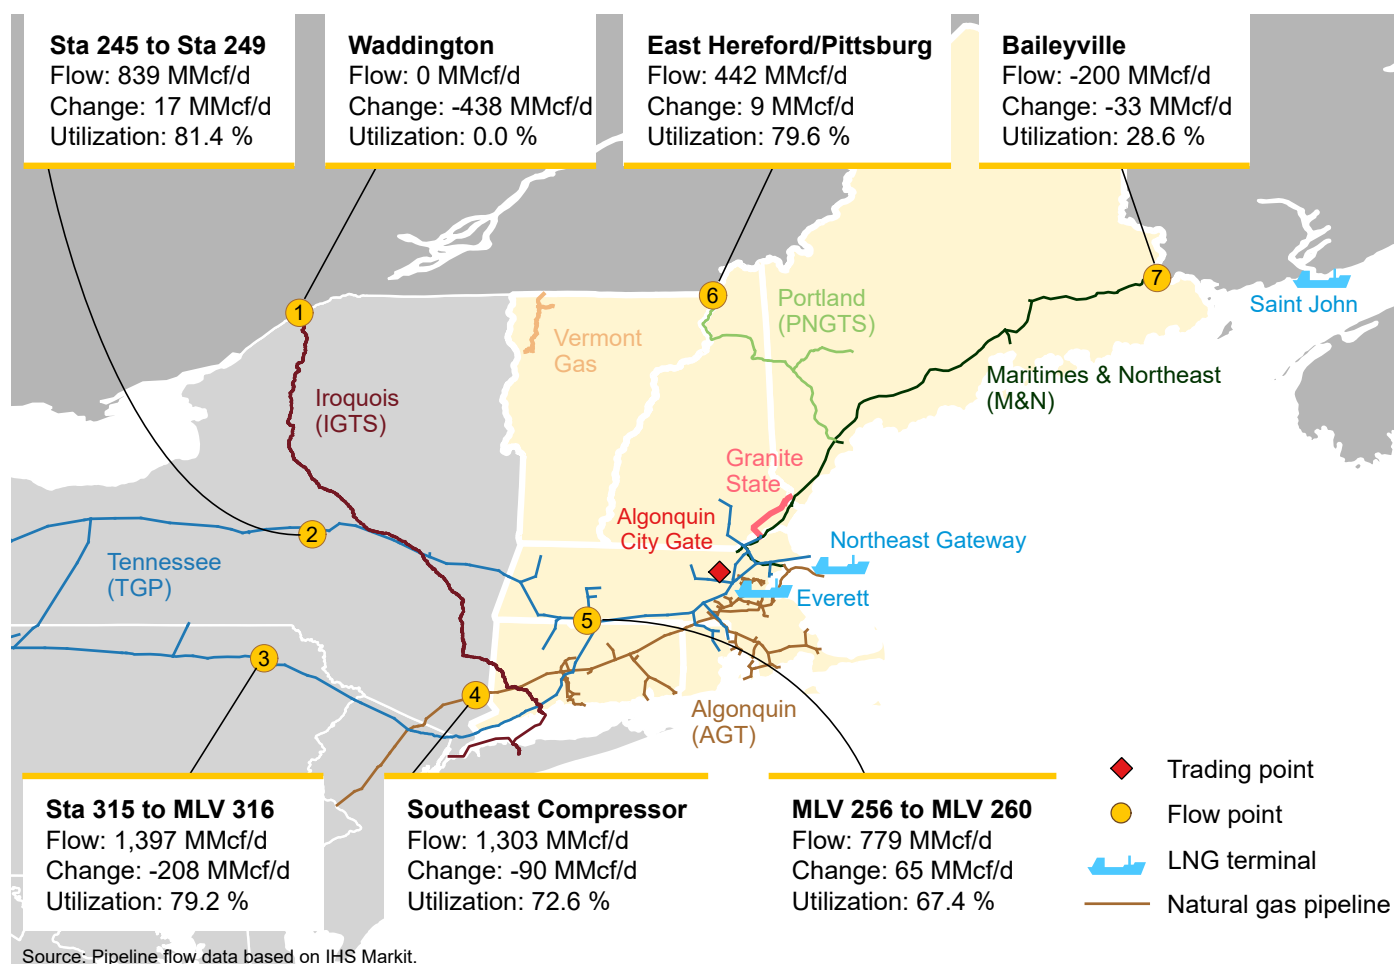 Sta 245 to Sta 249
Flow: 839 MMcf/d
Change: 17 MMcf/d
Utilization: 81.4 %
Waddington
Flow: 0 MMcf/d
Change: -438 MMcf/d
Utilization: 0.0 %
East Hereford/Pittsburg
Flow: 442 MMcf/d
Change: 9 MMcf/d
Utilization: 79.6 %
Baileyville
Flow: -200 MMcf/d
Change: -33 MMcf/d
Utilization: 28.6 %
7
6
1
Saint John
Portland
(PNGTS)
Vermont
Gas
Maritimes & Northeast
(M&N)
Iroquois
(IGTS)
Granite
State
Algonquin
City Gate
2
Northeast Gateway
Tennessee
(TGP)
Everett
5
3
4
Algonquin
(AGT)
Sta 315 to MLV 316
Flow: 1,397 MMcf/d
Change: -208 MMcf/d
Utilization: 79.2 %
Southeast Compressor
Flow: 1,303 MMcf/d
Change: -90 MMcf/d
Utilization: 72.6 %
MLV 256 to MLV 260
Flow: 779 MMcf/d
Change: 65 MMcf/d
Utilization: 67.4 %
Trading point
Flow point
LNG terminal
Natural gas pipeline
Source: Pipeline flow data based on IHS Markit.